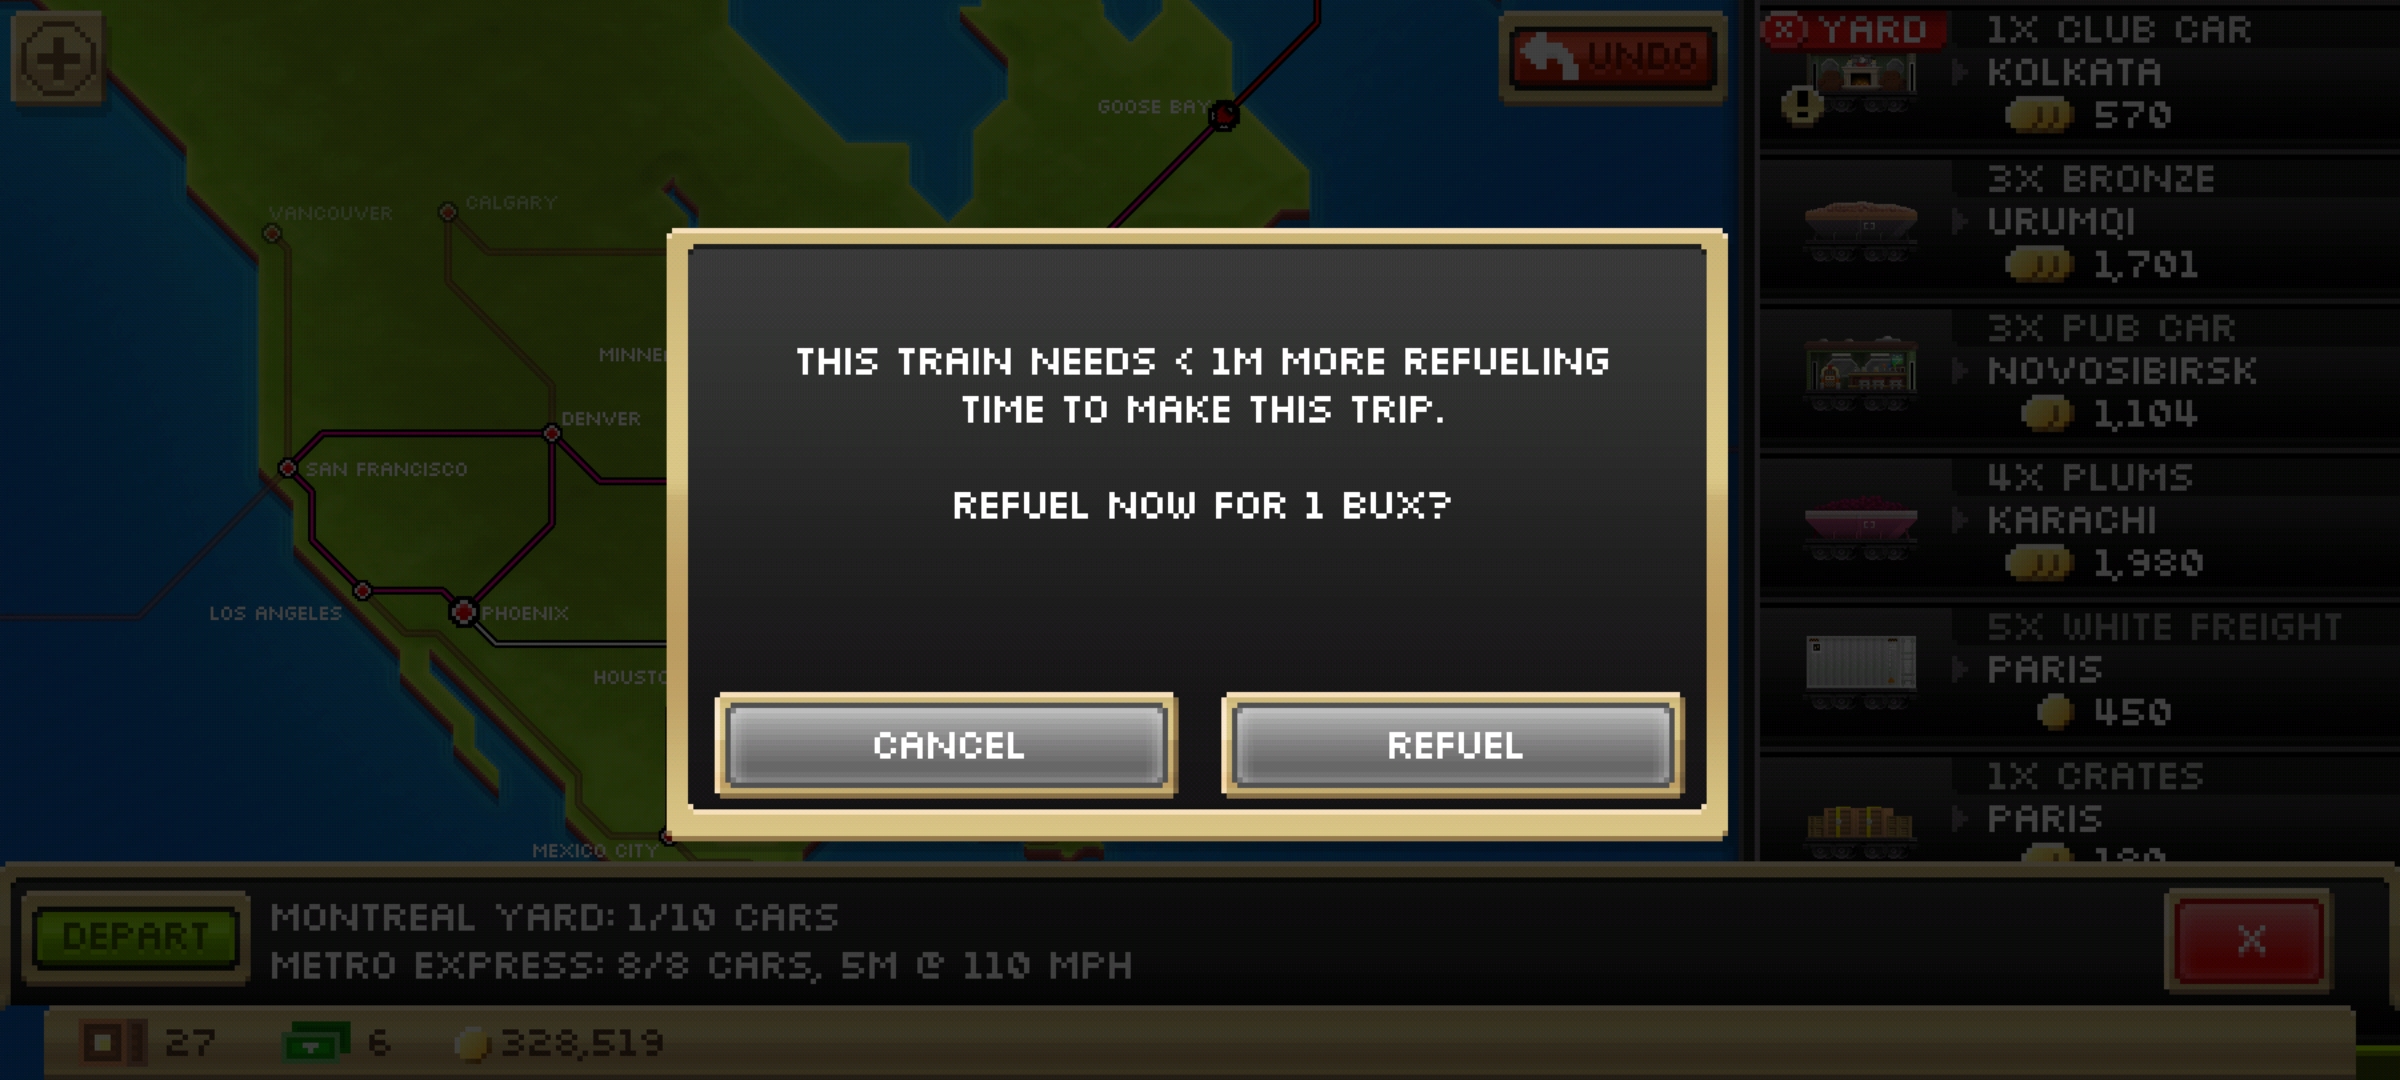 GOOSE BAY
UNDO
VANCOUVER
CALGARY
MINNE
DENVER
SAN FRANCISCO
LOS ANGELES
PHOENIX
HOUSTO
MEXICO CITY
THIS TRAIN NEEDS < 1M MORE REFUELING
TIME TO MAKE THIS TRIP.
REFUEL NOW FOR 1 BUX?
CANCEL
REFUEL
YARD
1X CLUB CAR
KOLKATA
570
3X BRONZE
URUMQI
1,701
3X PUB CAR
NOVOSIBIRSK
1,104
4X PLUMS
KARACHI
1,980
5X WHITE FREIGHT
PARIS
450
1X CRATES
PARIS
180
DEPART
MONTREAL YARD: 1/10 CARS
METRO EXPRESS: 8/8 CARS, 5M @ 110 MPH
X
27
6
328,519